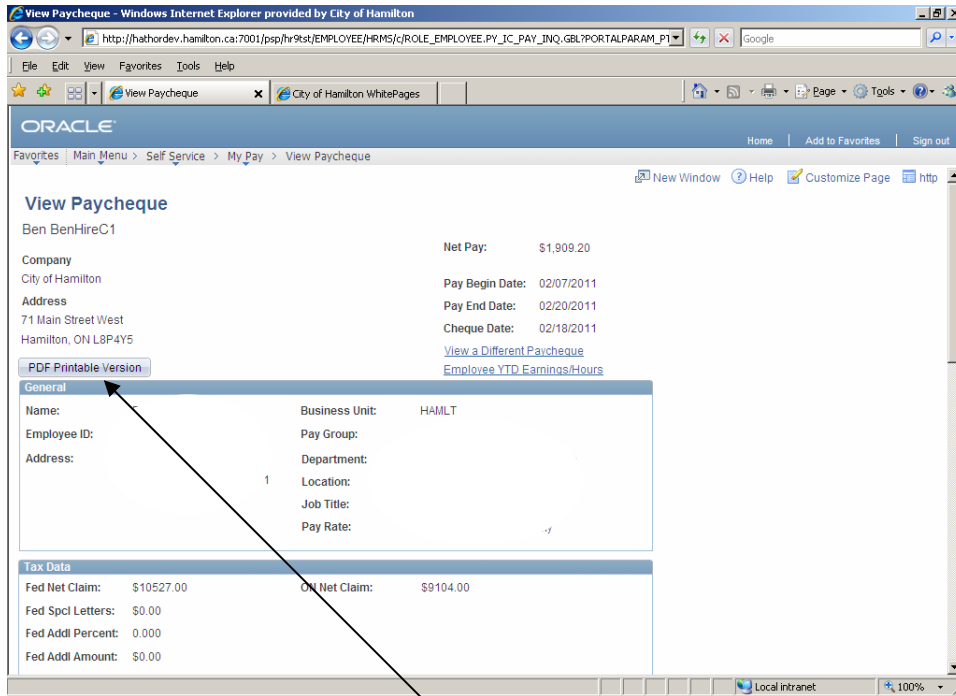 View Paycheque - Windows Internet Explorer provided by City of Hamilton
http://hathordev.hamilton.ca:7001/psp/hr9tst/EMPLOYEE/HRMS/c/ROLE_EMPLOYEE.PY_IC_PAY_INQ.GBL?PORTALPARAM_PT
Google
File Edit View Favorites Tools Help
View Paycheque
City of Hamilton WhitePages
Page Tools
ORACLE
Home | Add to Favorites | Sign out
Favorites Main Menu > Self Service > My Pay > View Paycheque
New Window Help Customize Page http
View Paycheque
Ben BenHireC1
Net Pay: $1,909.20
Company
City of Hamilton
Pay Begin Date: 02/07/2011
Address
Pay End Date: 02/20/2011
71 Main Street West
Cheque Date: 02/18/2011
Hamilton, ON L8P4Y5
View a Different Paycheque
PDF Printable Version
Employee YTD Earnings/Hours
General
Name: Business Unit: HAMLT
Employee ID: Pay Group:
Address: Department:
1 Location:
Job Title:
Pay Rate:
Tax Data
Fed Net Claim: $10527.00 ON Net Claim: $9104.00
Fed Spcl Letters: $0.00
Fed Addl Percent: 0.000
Fed Addl Amount: $0.00
Local intranet 100%